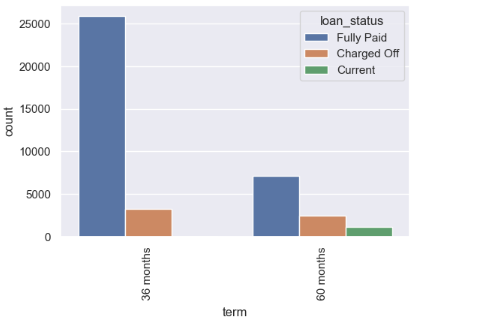 loan_status
Fully Paid
Charged Off
Current
25000
20000
15000
10000
5000
0
count
36 months
60 months
term